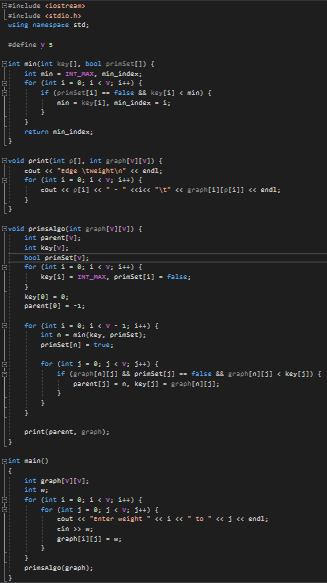 #include <iostream>
#include <stdio.h>
using namespace std;

#define V 5

int min(int key[], bool primSet[]) {
    int min = INT_MAX, min_index;
    for (int i = 0; i < V; i++) {
        if (primSet[i] == false && key[i] < min) {
            min = key[i], min_index = i;
        }
    }
    return min_index;
}

void print(int p[], int graph[V][V]) {
    cout << "Edge \tWeight\n" << endl;
    for (int i = 0; i < V; i++) {
        cout << p[i] << " - " <<i<< "\t" << graph[i][p[i]] << endl;
    }
}

void primsAlgo(int graph[V][V]) {
    int parent[V];
    int key[V];
    bool primSet[V];
    for (int i = 0; i < V; i++) {
        key[i] = INT_MAX, primSet[i] = false;
    }
    key[0] = 0;
    parent[0] = -1;

    for (int i = 0; i < V - 1; i++) {
        int n = min(key, primSet);
        primSet[n] = true;

        for (int j = 0; j < V; j++) {
            if (graph[n][j] && primSet[j] == false && graph[n][j] < key[j]) {
                parent[j] = n, key[j] = graph[n][j];
            }
        }
    }

    print(parent, graph);
}

int main()
{
    int graph[V][V];
    int w;
    for (int i = 0; i < V; i++) {
        for (int j = 0; j < V; j++) {
            cout << "Enter weight " << i << " to " << j << endl;
            cin >> w;
            graph[i][j] = w;
        }
    }
    primsAlgo(graph);
}